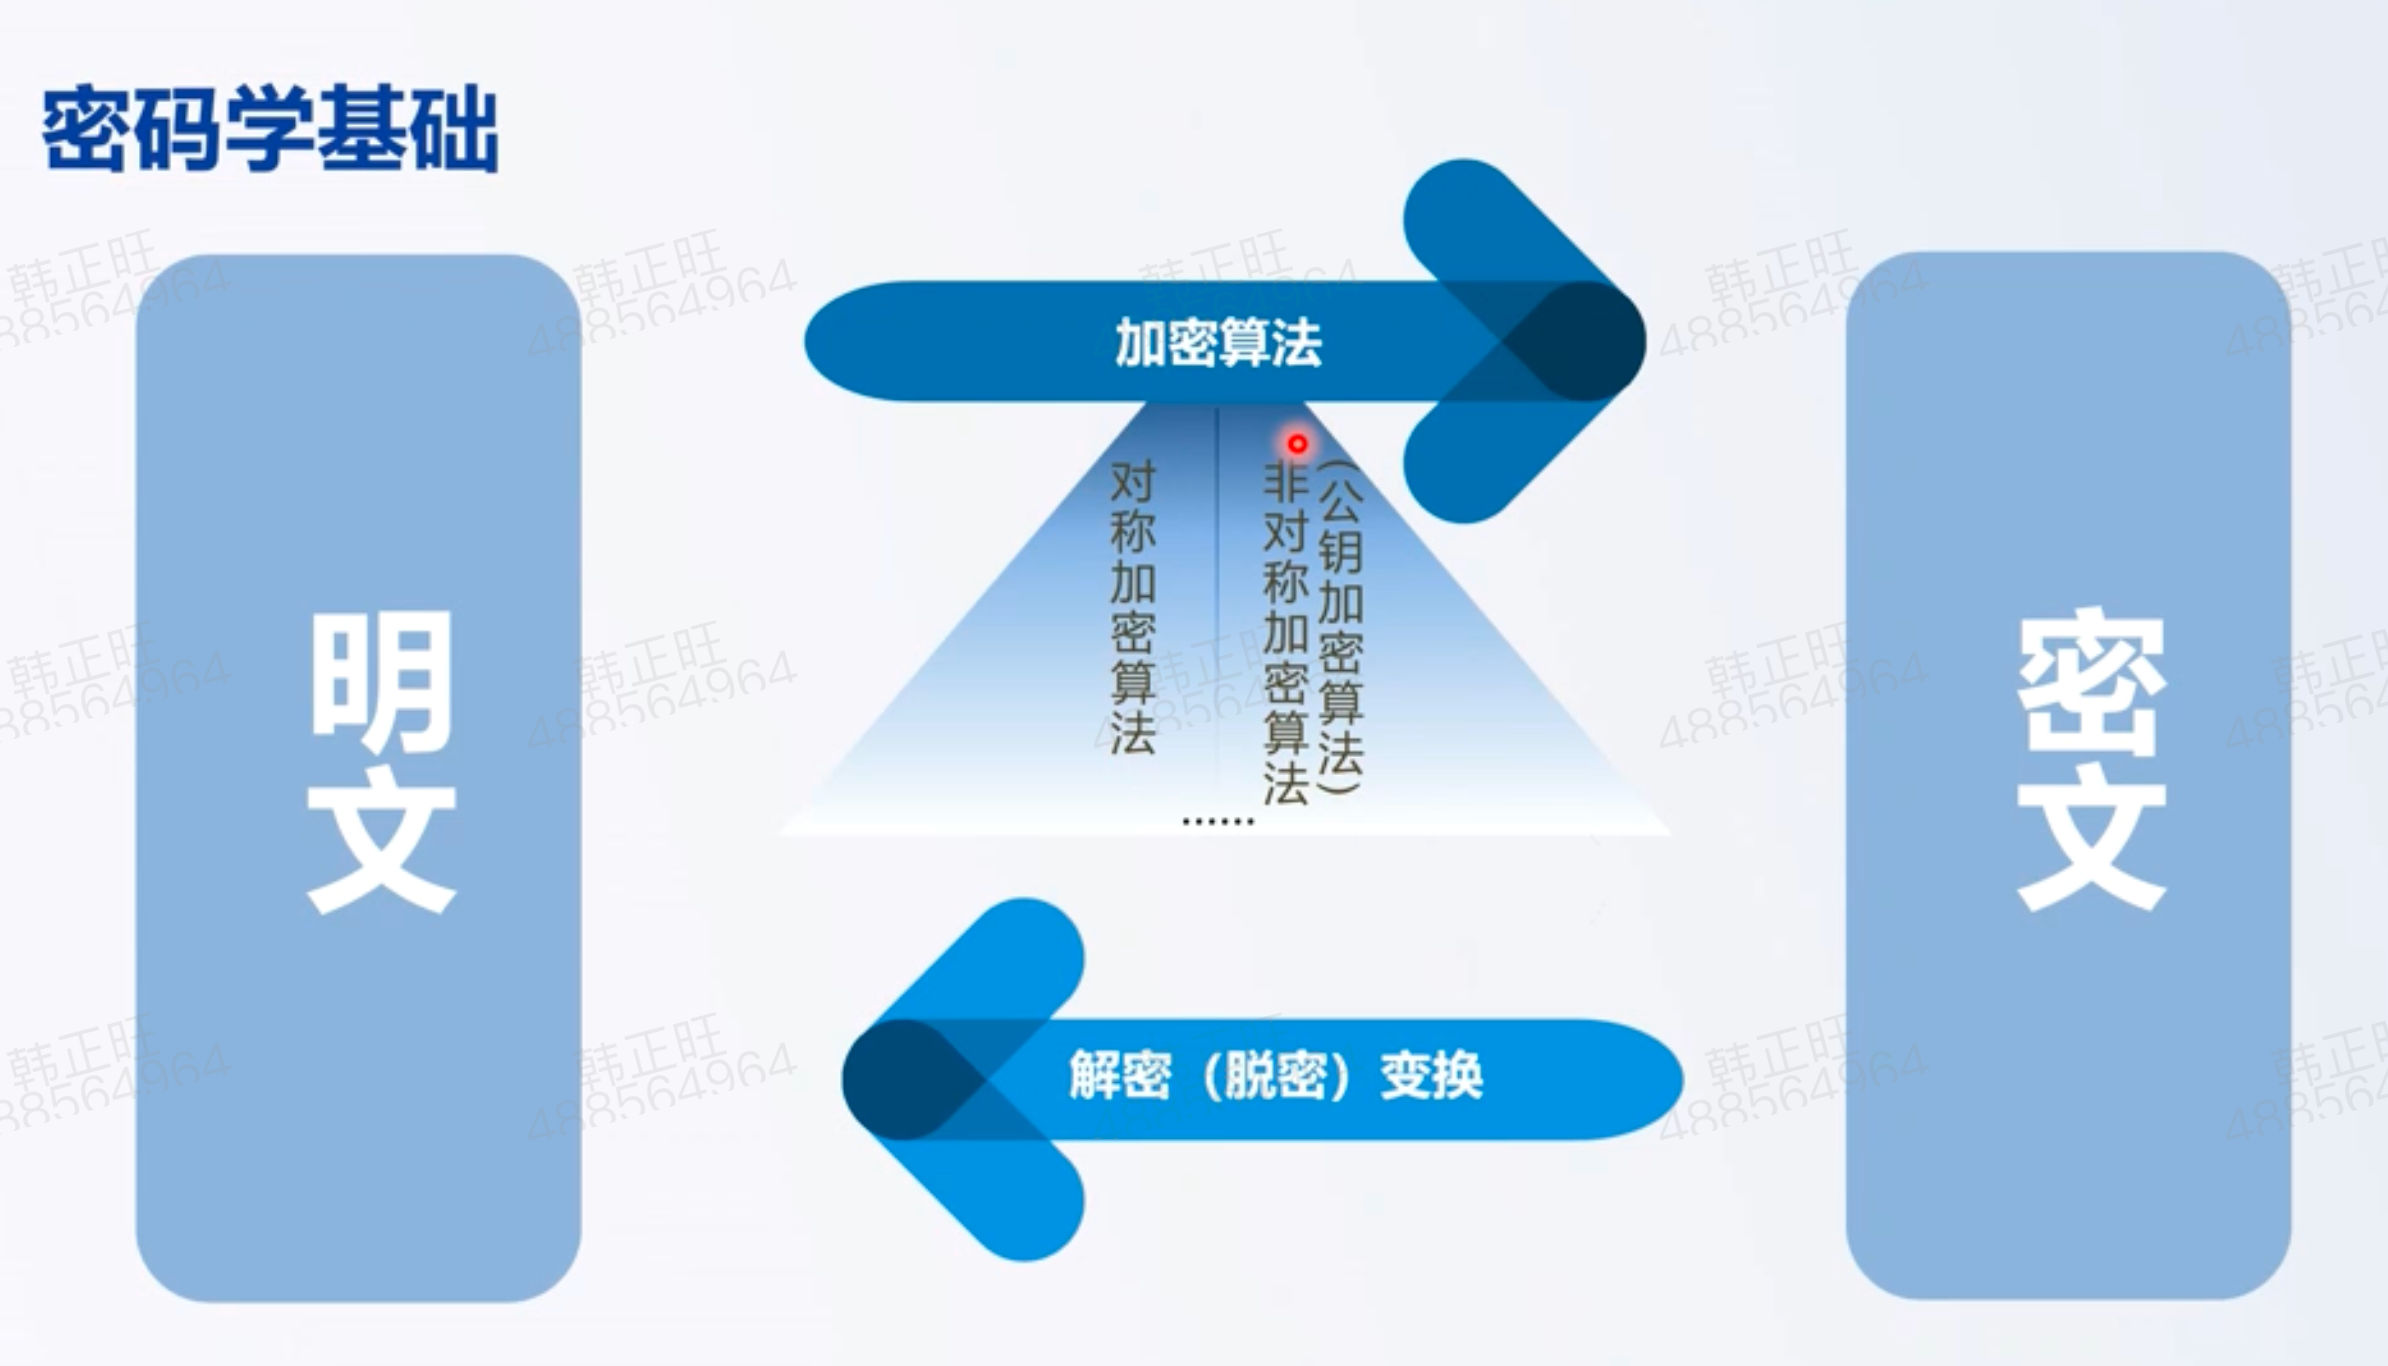 密码学基础
韩正旺
488564964
明文
加密算法
对称加密算法
非对称加密算法
（公钥加密算法）
......
解密（脱密）变换
密文